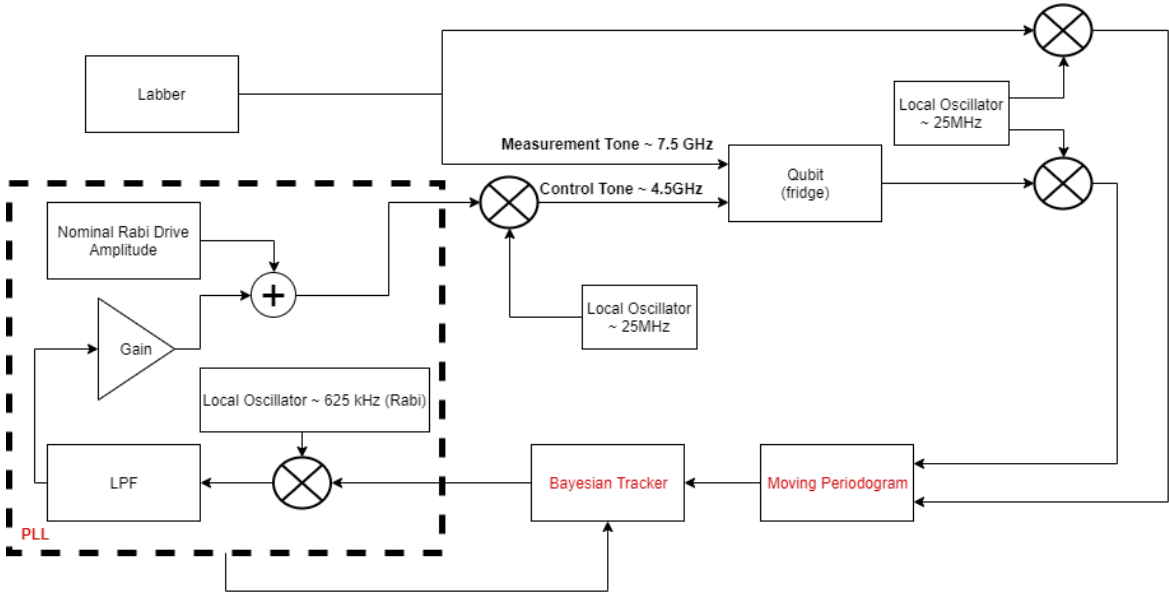 Labber
Local Oscillator
~ 25MHz
Measurement Tone ~ 7.5 GHz
Control Tone ~ 4.5GHz
Qubit
(fridge)
Nominal Rabi Drive
Amplitude
+
Local Oscillator
~ 25MHz
Gain
Local Oscillator ~ 625 kHz (Rabi)
LPF
Bayesian Tracker
Moving Periodogram
PLL